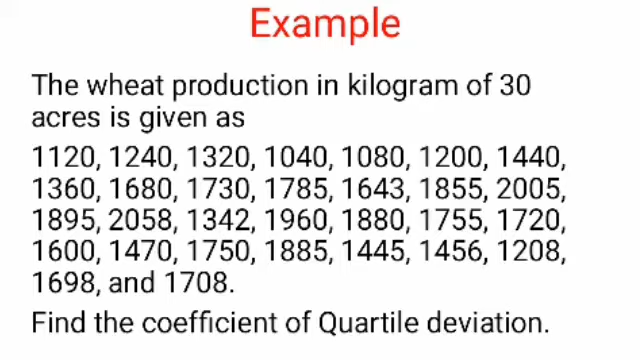 Example
The wheat production in kilogram of 30
acres is given as
1120, 1240, 1320, 1040, 1080, 1200, 1440,
1360, 1680, 1730, 1785, 1643, 1855, 2005,
1895, 2058, 1342, 1960, 1880, 1755, 1720,
1600, 1470, 1750, 1885, 1445, 1456, 1208,
1698, and 1708.
Find the coefficient of Quartile deviation.